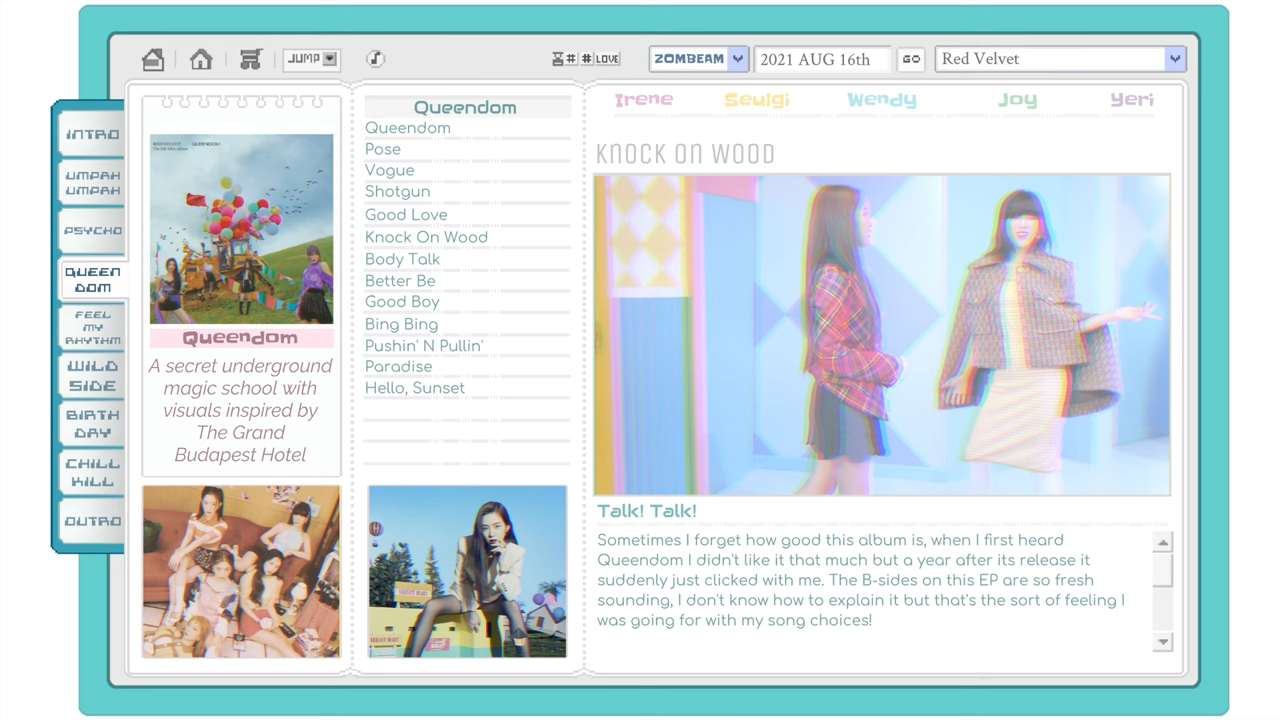 JUMP
# # LOVE
ZOMBEAM
2021 AUG 16th
GO
Red Velvet
INTRO
UMPAH
UMPAH
PSYCHO
QUEEN
DOM
FEEL
MY
RHYTHM
WILD
SIDE
BIRTH
DAY
CHILL
KILL
OUTRO
QUEENDOM
Queendom
A secret underground
magic school with
visuals inspired by
The Grand
Budapest Hotel
Queendom
Queendom
Pose
Vogue
Shotgun
Good Love
Knock On Wood
Body Talk
Better Be
Good Boy
Bing Bing
Pushin' N Pullin'
Paradise
Hello, Sunset
VELVET MART
VELVET MART
Irene Seulgi Wendy Joy Yeri
KNOCK ON WOOD
Talk! Talk!
Sometimes I forget how good this album is, when I first heard
Queendom I didn't like it that much but a year after its release it
suddenly just clicked with me. The B-sides on this EP are so fresh
sounding, I don't know how to explain it but that's the sort of feeling I
was going for with my song choices!